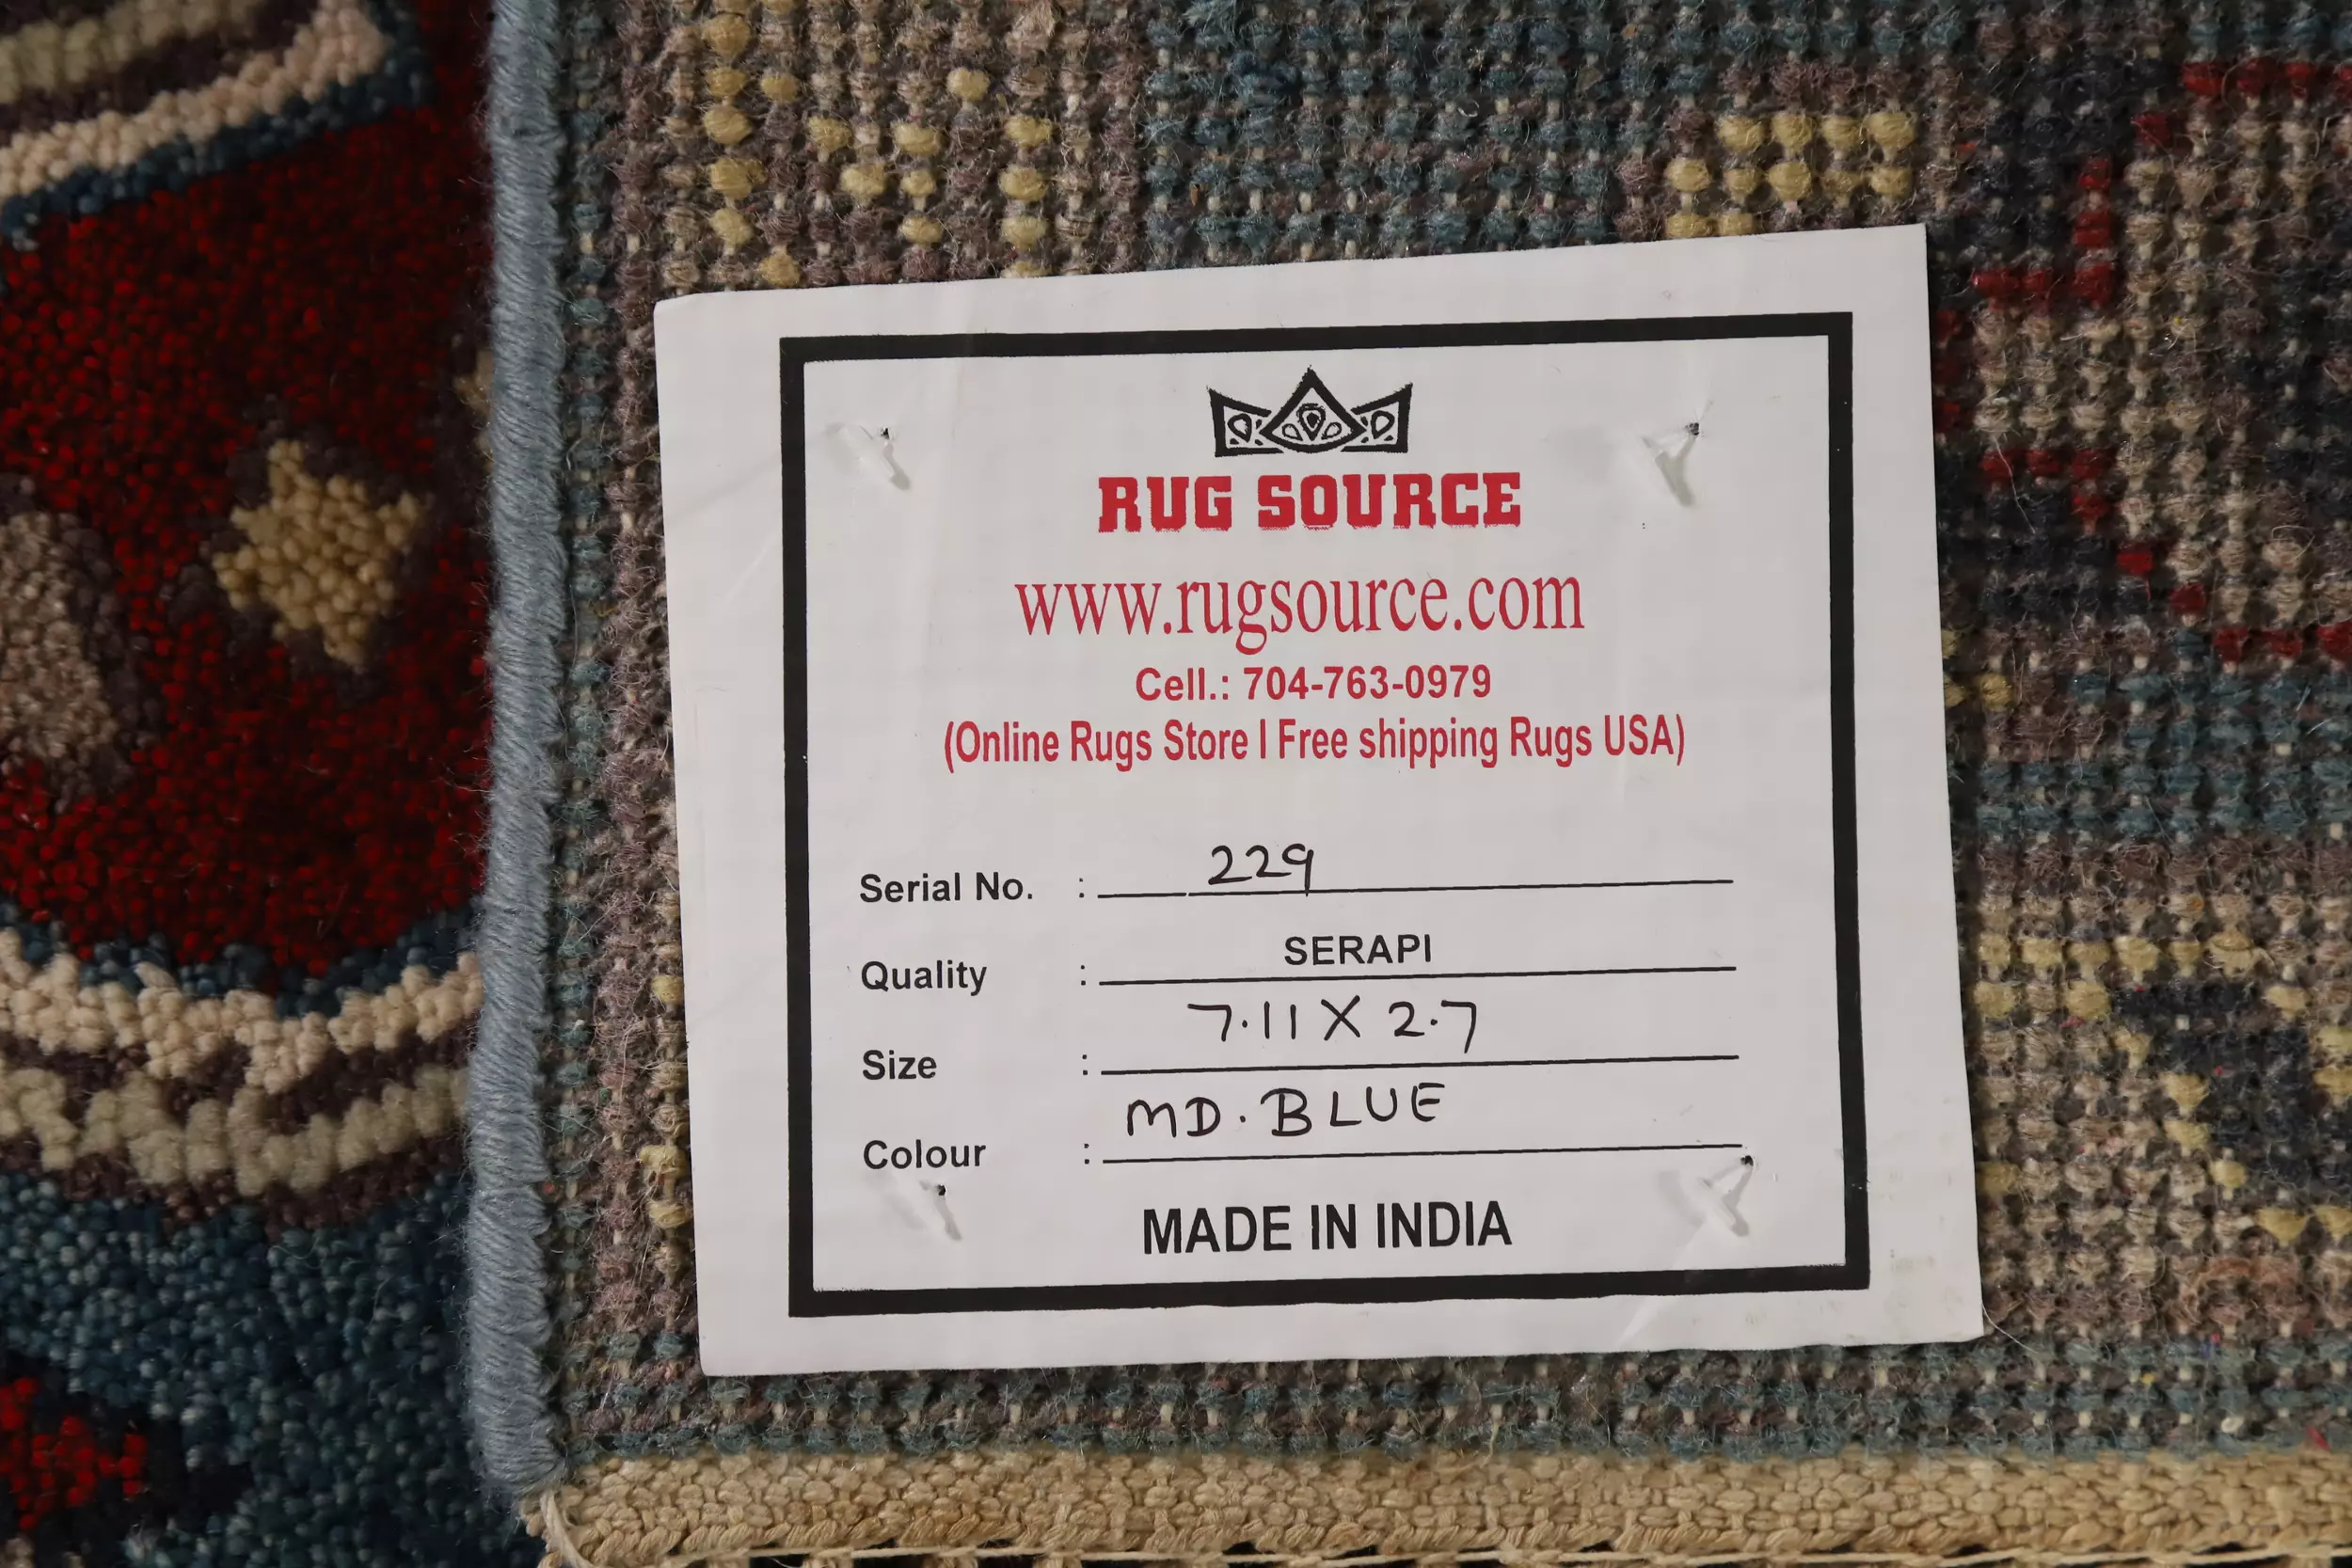 RUG SOURCE
www.rugsource.com
Cell.: 704-763-0979
(Online Rugs Store I Free shipping Rugs USA)
Serial No. : 229
Quality : SERAPI
Size : 7.11 X 2.7
Colour : MD. BLUE
MADE IN INDIA